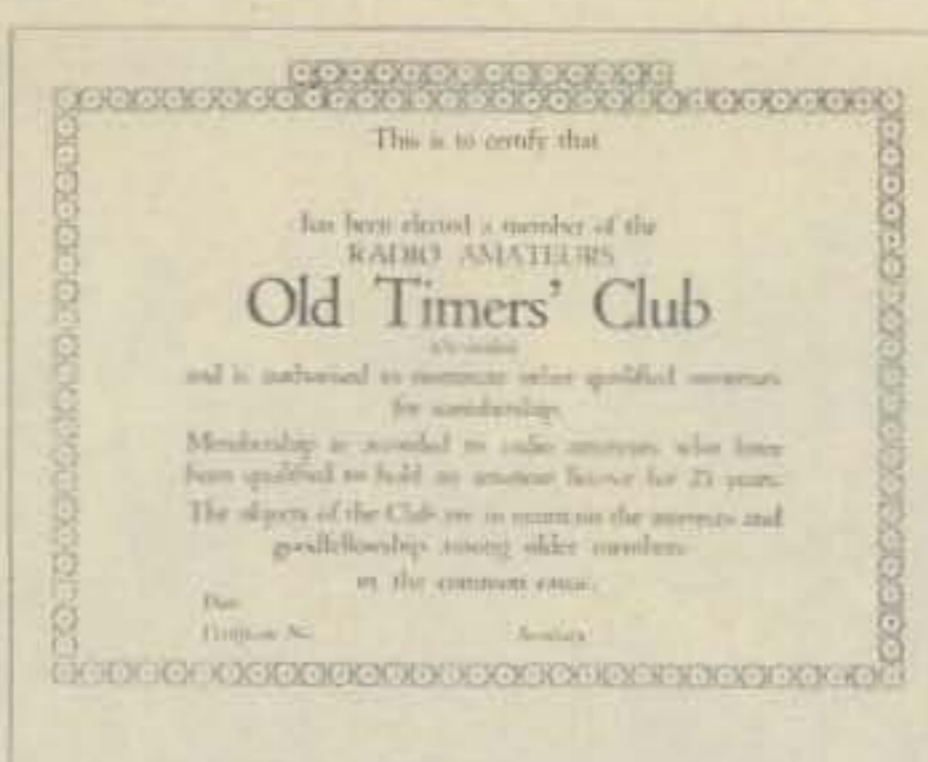 This is to certify that
has been elected a member of the
RADIO AMATEURS
Old Timers' Club
and is authorised to nominate other qualified amateurs
for membership.
Membership is accorded to radio amateurs who have
been qualified to hold an amateur licence for 25 years.
The objects of the Club are to maintain the interests and
goodfellowship among older members
in the common cause.
Date
Certificate No.
Secretary